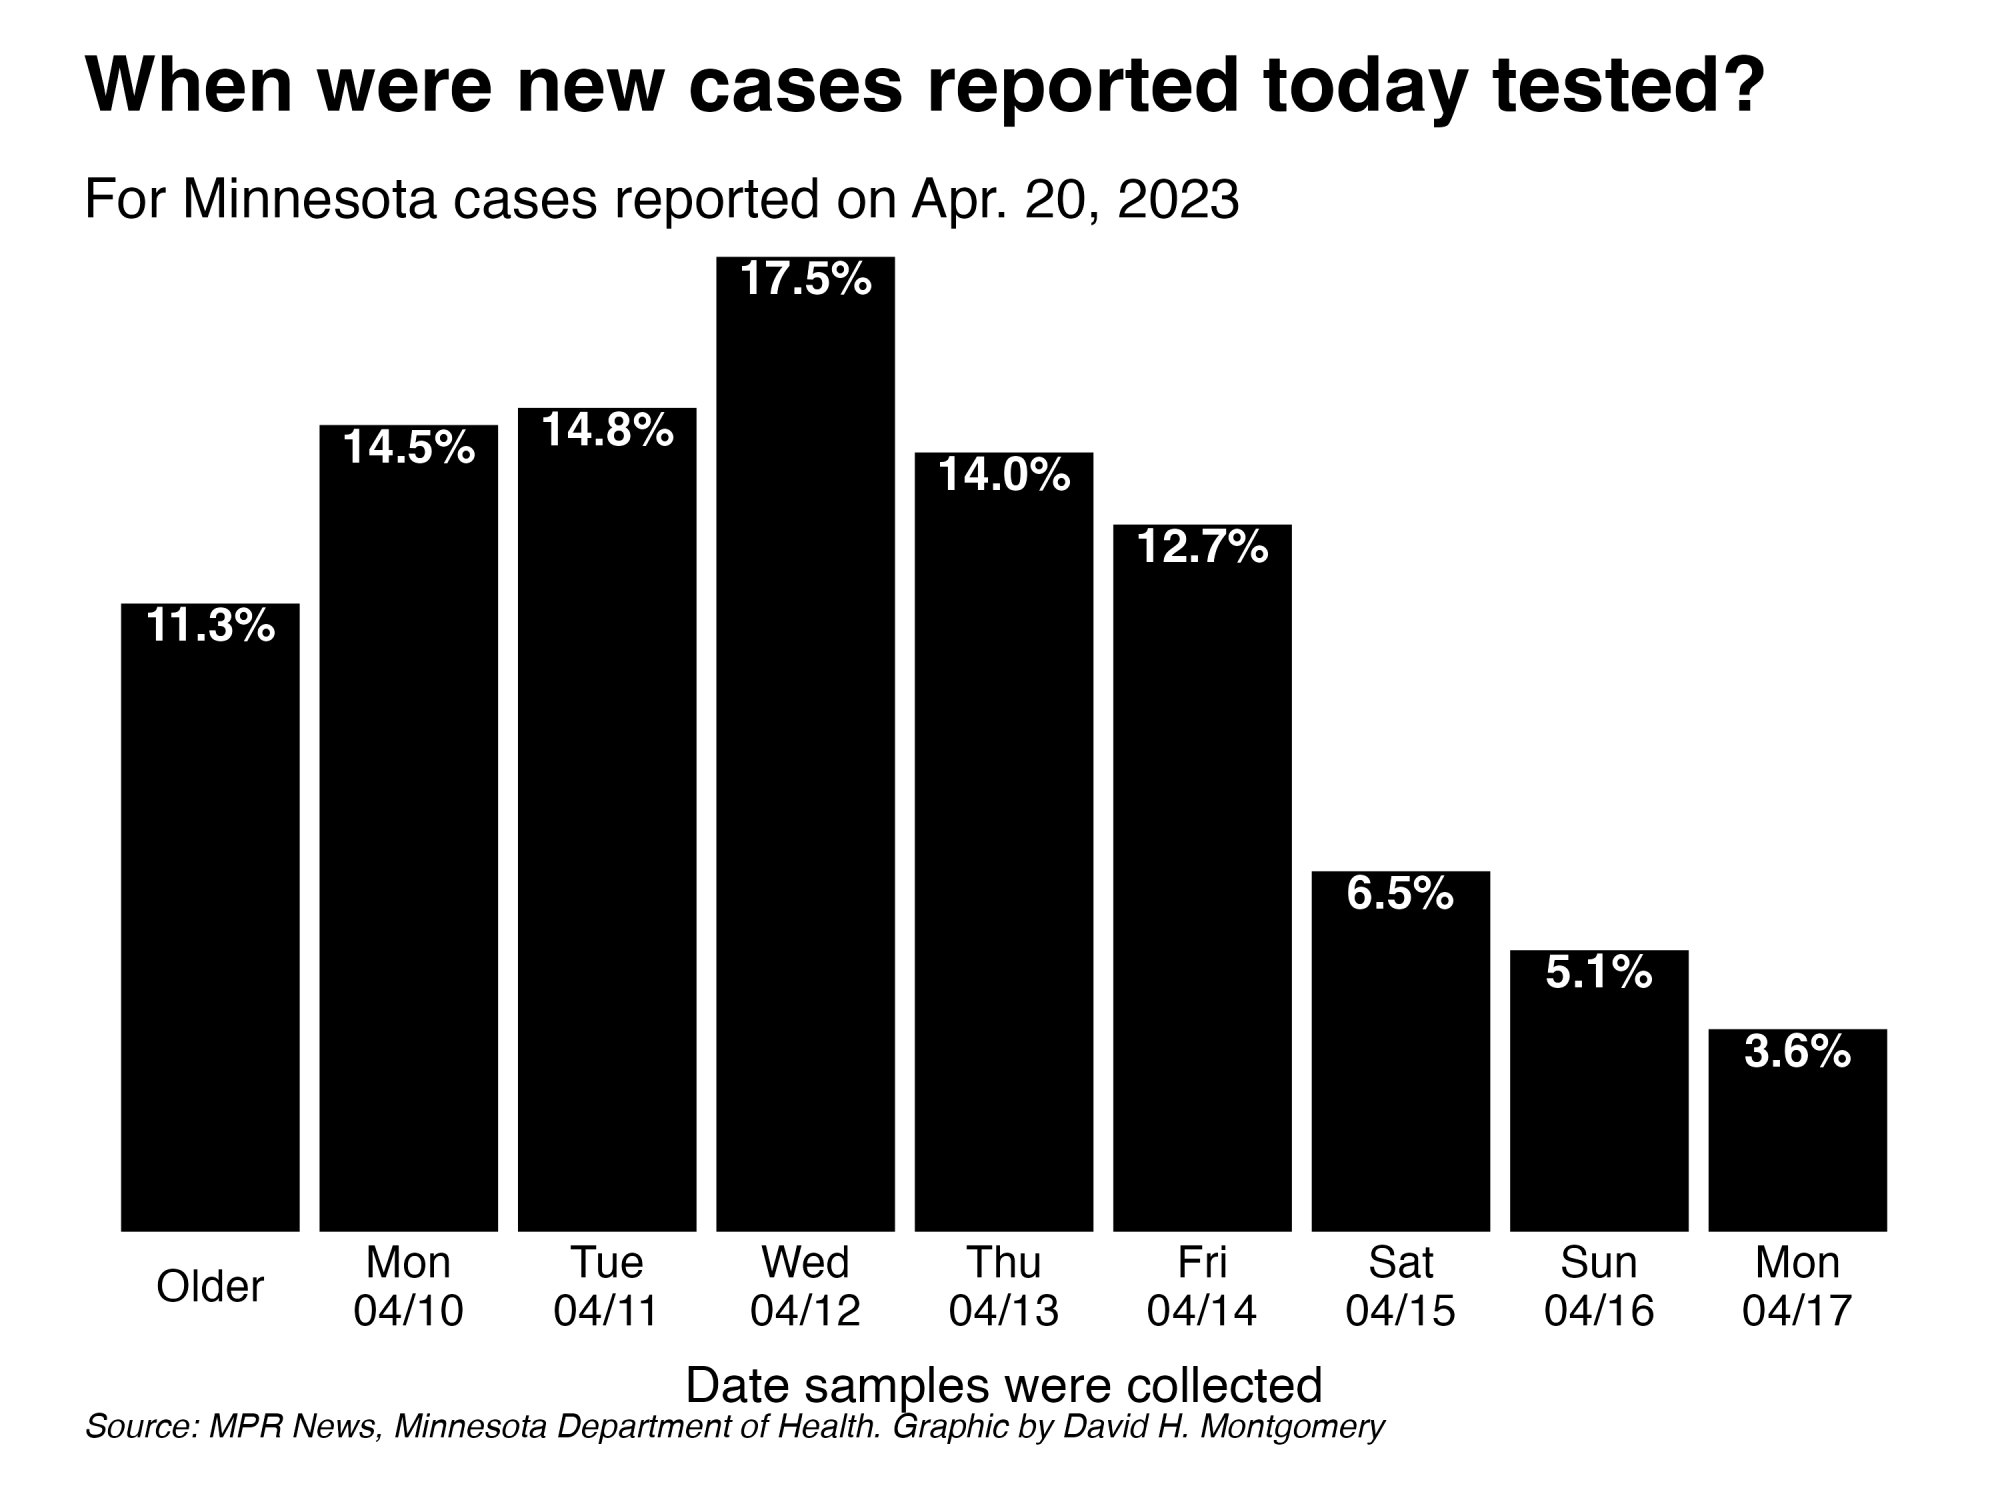 When were new cases reported today tested?
For Minnesota cases reported on Apr. 20, 2023
17.5%
14.8%
14.5%
14.0%
12.7%
11.3%
6.5%
5.1%
3.6%
Older
Mon Tue Wed Thu Fri Sat Sun Mon
04/10 04/11 04/12 04/13 04/14 04/15 04/16 04/17
Date samples were collected
Source: MPR News, Minnesota Department of Health. Graphic by David H. Montgomery